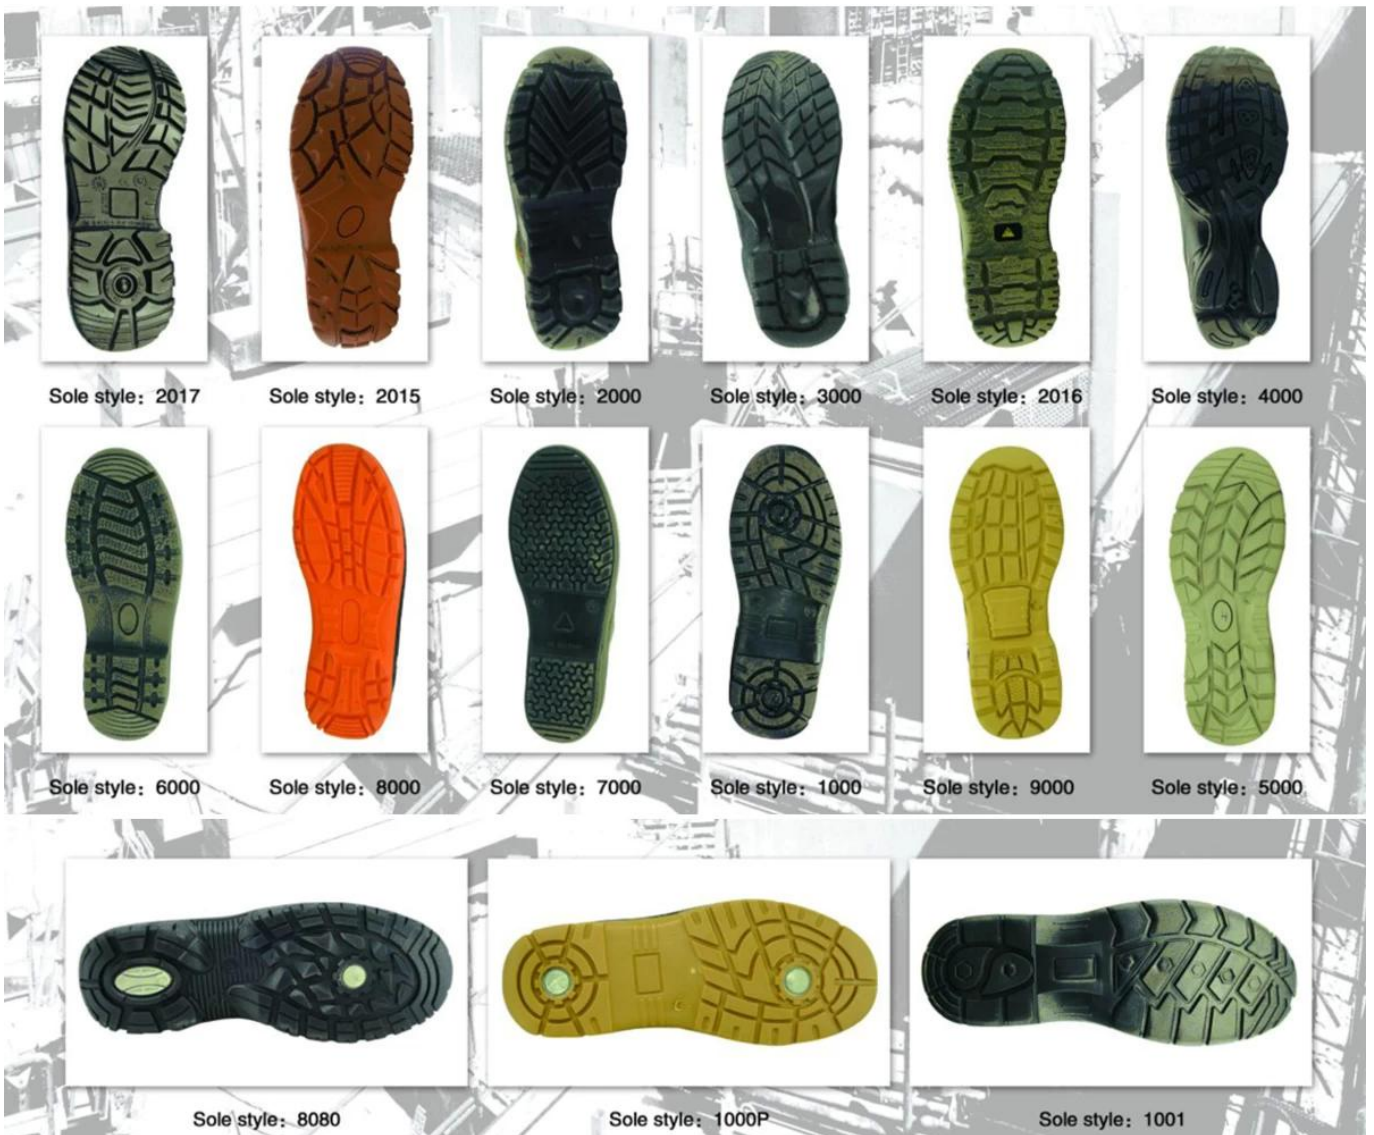 Sole style：2017
Sole style：2015
Sole style：2000
Sole style：3000
Sole style：2016
Sole style：4000
Sole style：6000
Sole style：8000
Sole style：7000
Sole style：1000
Sole style：9000
Sole style：5000
Sole style：8080
Sole style：1000P
Sole style：1001